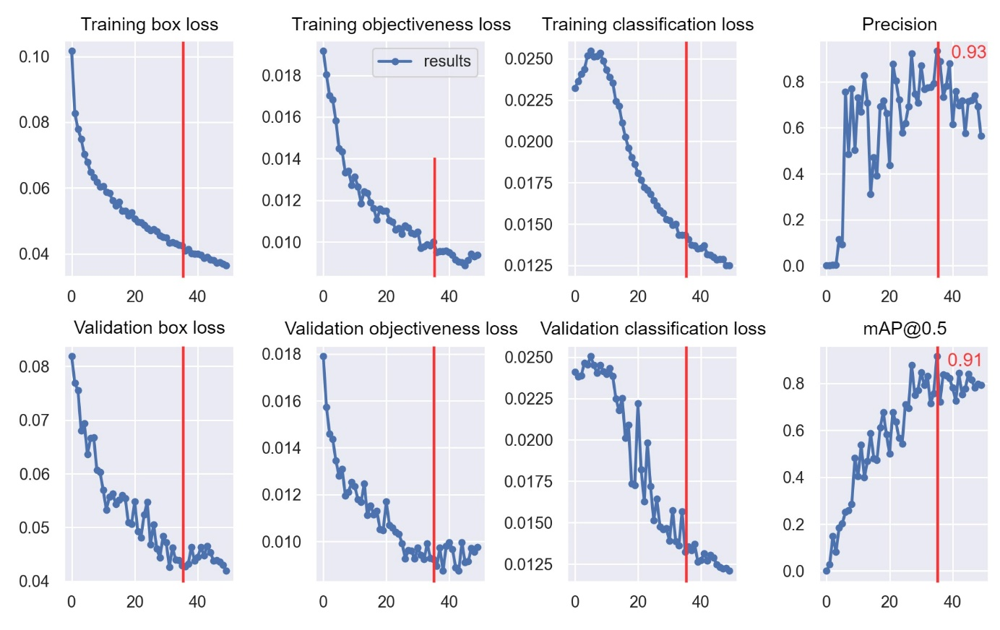 Training box loss
0.10
0.08
0.06
0.04
0 20 40
Training objectiveness loss
results
0.018
0.016
0.014
0.012
0.010
0 20 40
Training classification loss
0.0250
0.0225
0.0200
0.0175
0.0150
0.0125
0 20 40
Precision
0.93
0.8
0.6
0.4
0.2
0.0
0 20 40
Validation box loss
0.08
0.07
0.06
0.05
0.04
0 20 40
Validation objectiveness loss
0.018
0.016
0.014
0.012
0.010
0 20 40
Validation classification loss
0.0250
0.0225
0.0200
0.0175
0.0150
0.0125
0 20 40
mAP@0.5
0.91
0.8
0.6
0.4
0.2
0.0
0 20 40